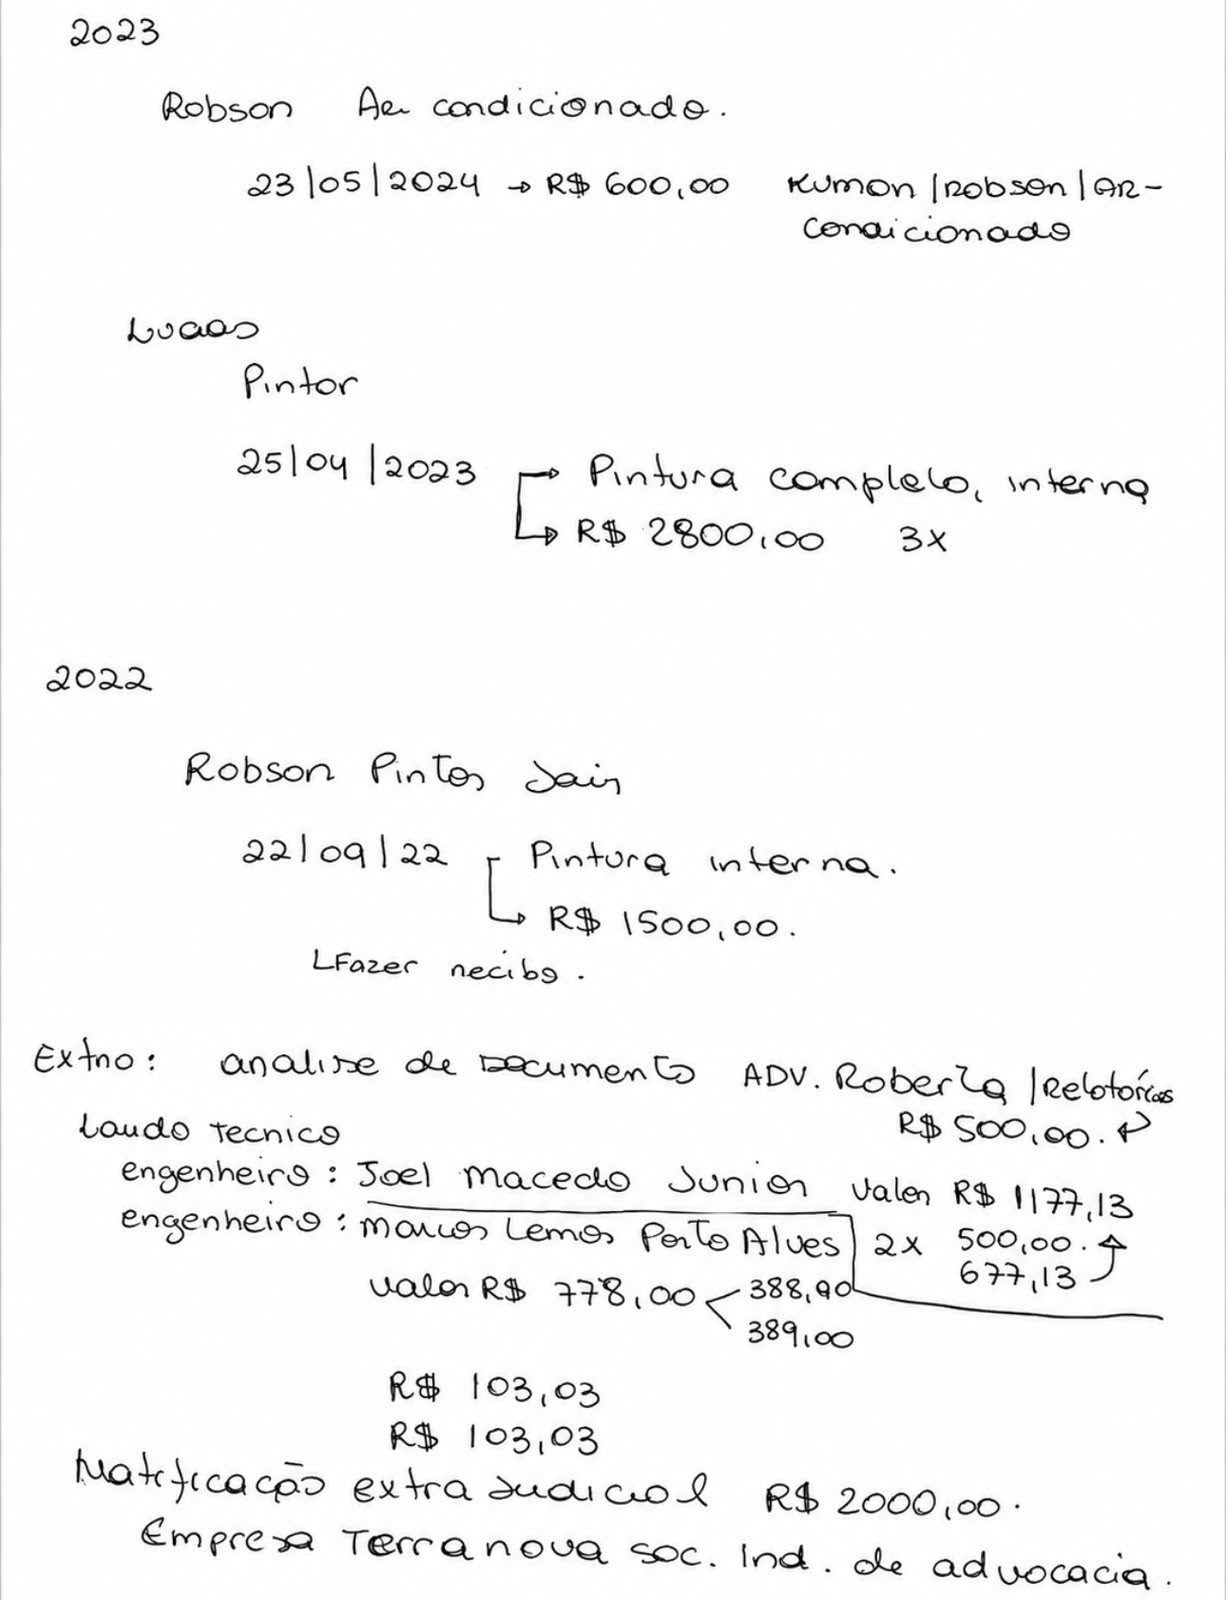 2023
Robson Ar condicionado.
23/05/2024 → R$ 600,00 Kumon/Robson/AR-
condicionado
Lucas
Pintor
25/04/2023 → Pintura completo, interna
→ R$ 2800,00 3x
2022
Robson Pintor Jair
22/09/22 Pintura interna.
→ R$ 1500,00.
Fazer recibo.
Extra: analise de Documento ADV. Roberta/Relatórios
R$ 500,00.
Laudo Tecnico
engenheiro: Joel Macedo Junior Valor R$ 1177,13
engenheiro: Marcos Lemos Porto Alves 2x 500,00.
677,13
Valor R$ 778,00 388,90
389,00
R$ 103,03
R$ 103,03
Natificação extra Judicial R$ 2000,00.
Empresa Terra nova soc. Ind. de advocacia.